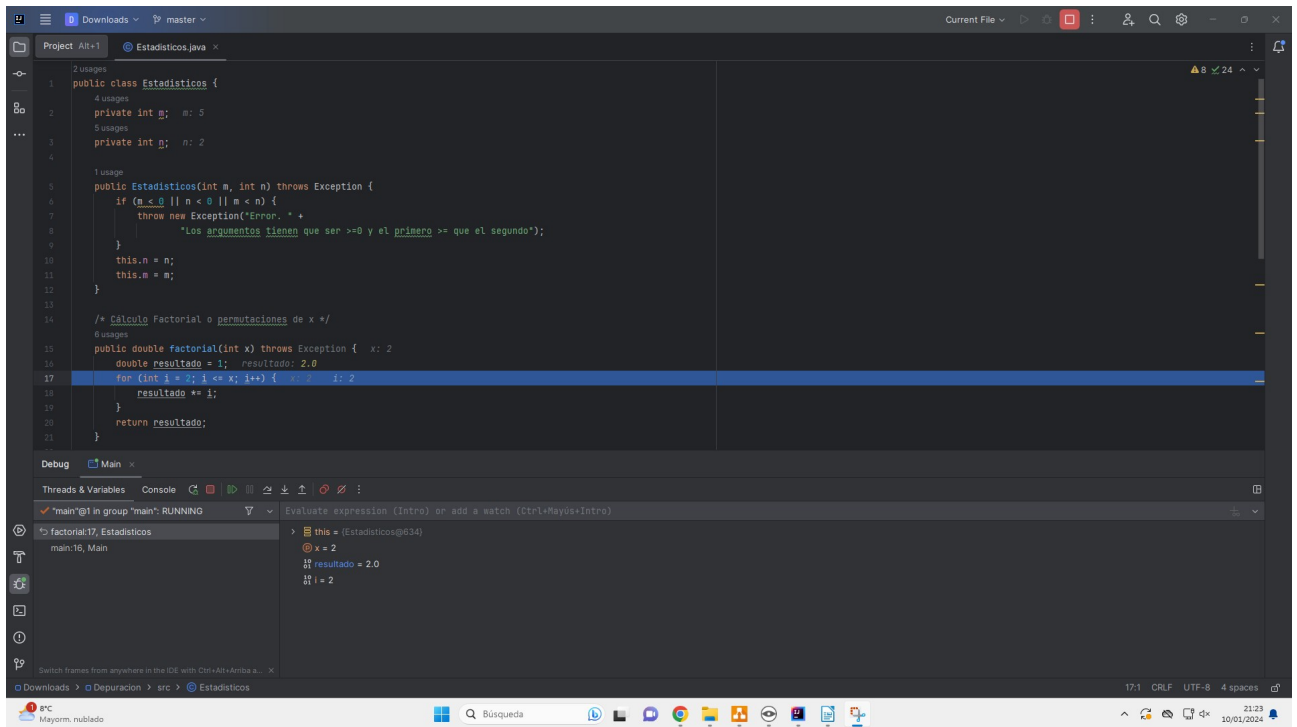 D Downloads master Current File
Project Alt+1 Estadisticos.java
2 usages 8 24
1 public class Estadisticos {
4 usages
2 private int m; m: 5
5 usages
3 private int n; n: 2
4
1 usage
5 public Estadisticos(int m, int n) throws Exception {
6 if (m < 0 || n < 0 || m < n) {
7 throw new Exception("Error. " +
8 "Los argumentos tienen que ser >=0 y el primero >= que el segundo");
9 }
10 this.n = n;
11 this.m = m;
12 }
13
14 /* Cálculo Factorial o permutaciones de x */
6 usages
15 public double factorial(int x) throws Exception { x: 2
16 double resultado = 1; resultado: 2.0
17 for (int i = 2; i <= x; i++) { x: 2 i: 2
18 resultado *= i;
19 }
20 return resultado;
21 }
Debug Main
Threads & Variables Console
"main"@1 in group "main": RUNNING Evaluate expression (Intro) or add a watch (Ctrl+Mayús+Intro)
factorial:17, Estadisticos this = {Estadisticos@634}
main:16, Main x = 2
resultado = 2.0
i = 2
Switch frames from anywhere in the IDE with Ctrl+Alt+Arriba a...
Downloads > Depuracion > src > Estadisticos 17:1 CRLF UTF-8 4 spaces
1 8°C
Mayorm. nublado
Búsqueda
21:23
10/01/2024